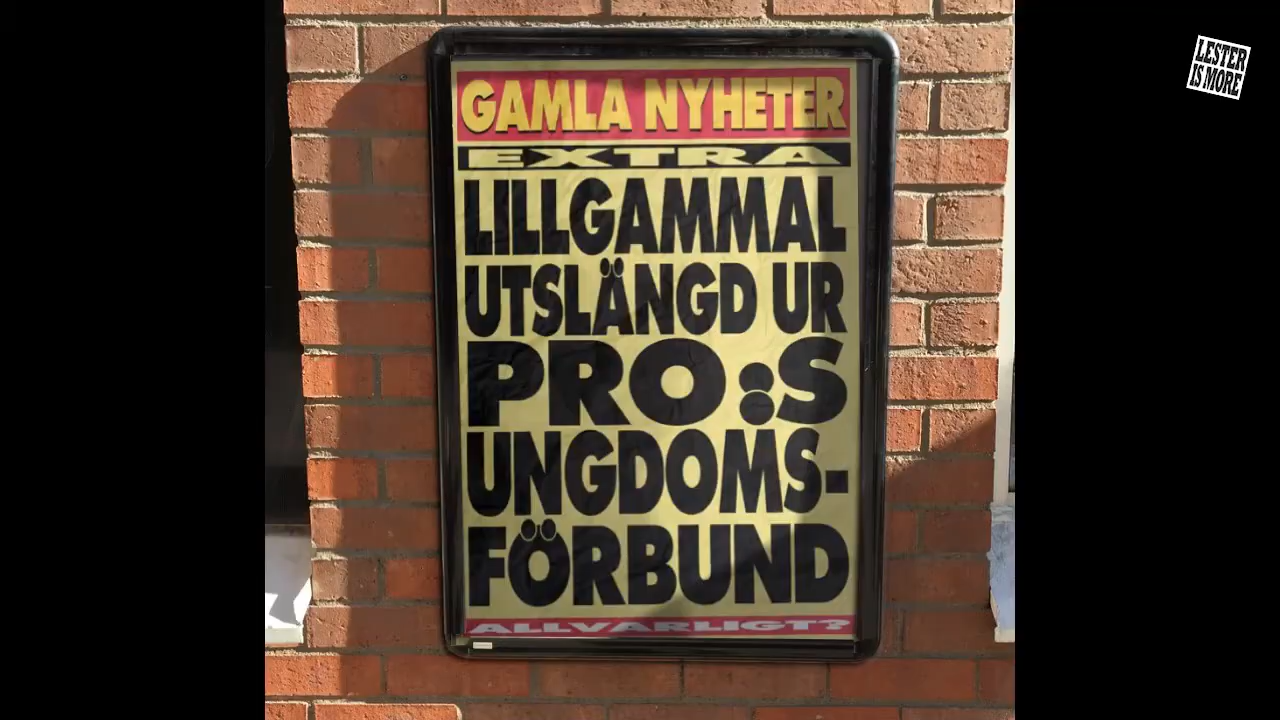 LESTER
IS MORE
GAMLA NYHETER
EXTRA
LILLGAMMAL
UTSLÄNGD UR
PRO:S
UNGDOMS-
FÖRBUND
ALLVARLIGT?